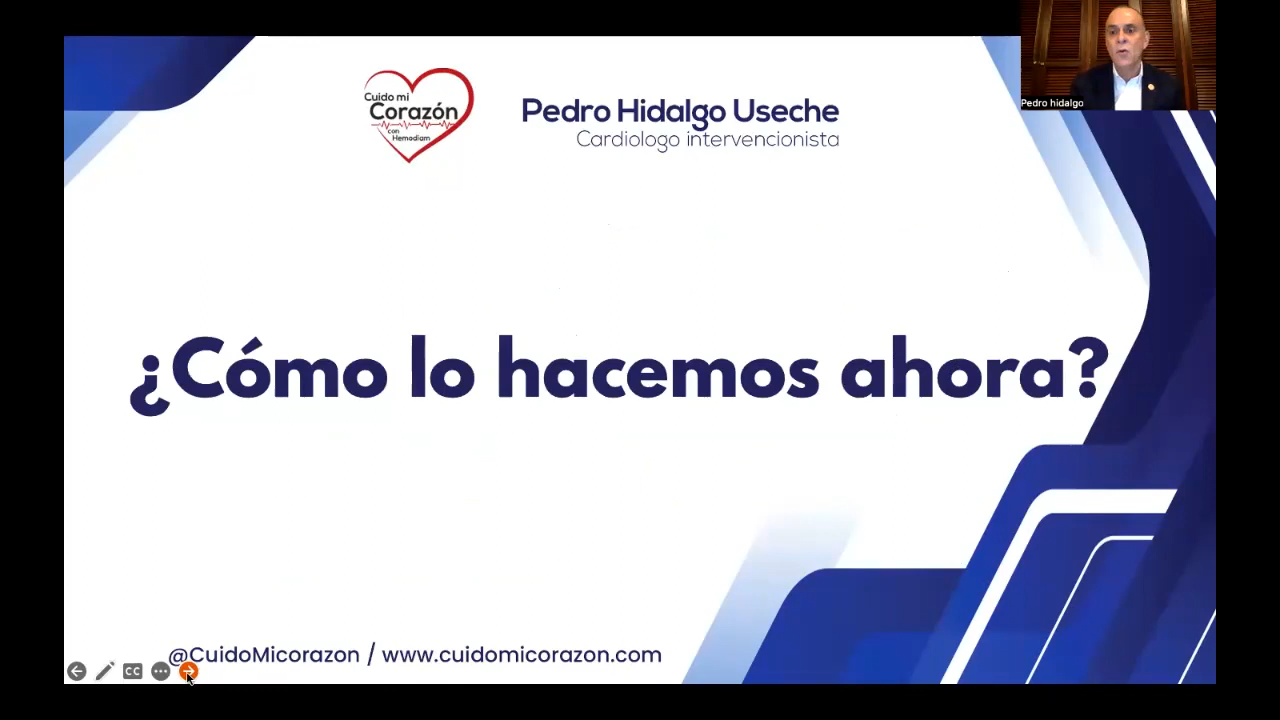 Cuido mi
Corazón
con
Hemodiam
Pedro Hidalgo Useche
Cardiologo intervencionista
Pedro hidalgo
¿Cómo lo hacemos ahora?
@CuidoMicorazon / www.cuidomicorazon.com
CC